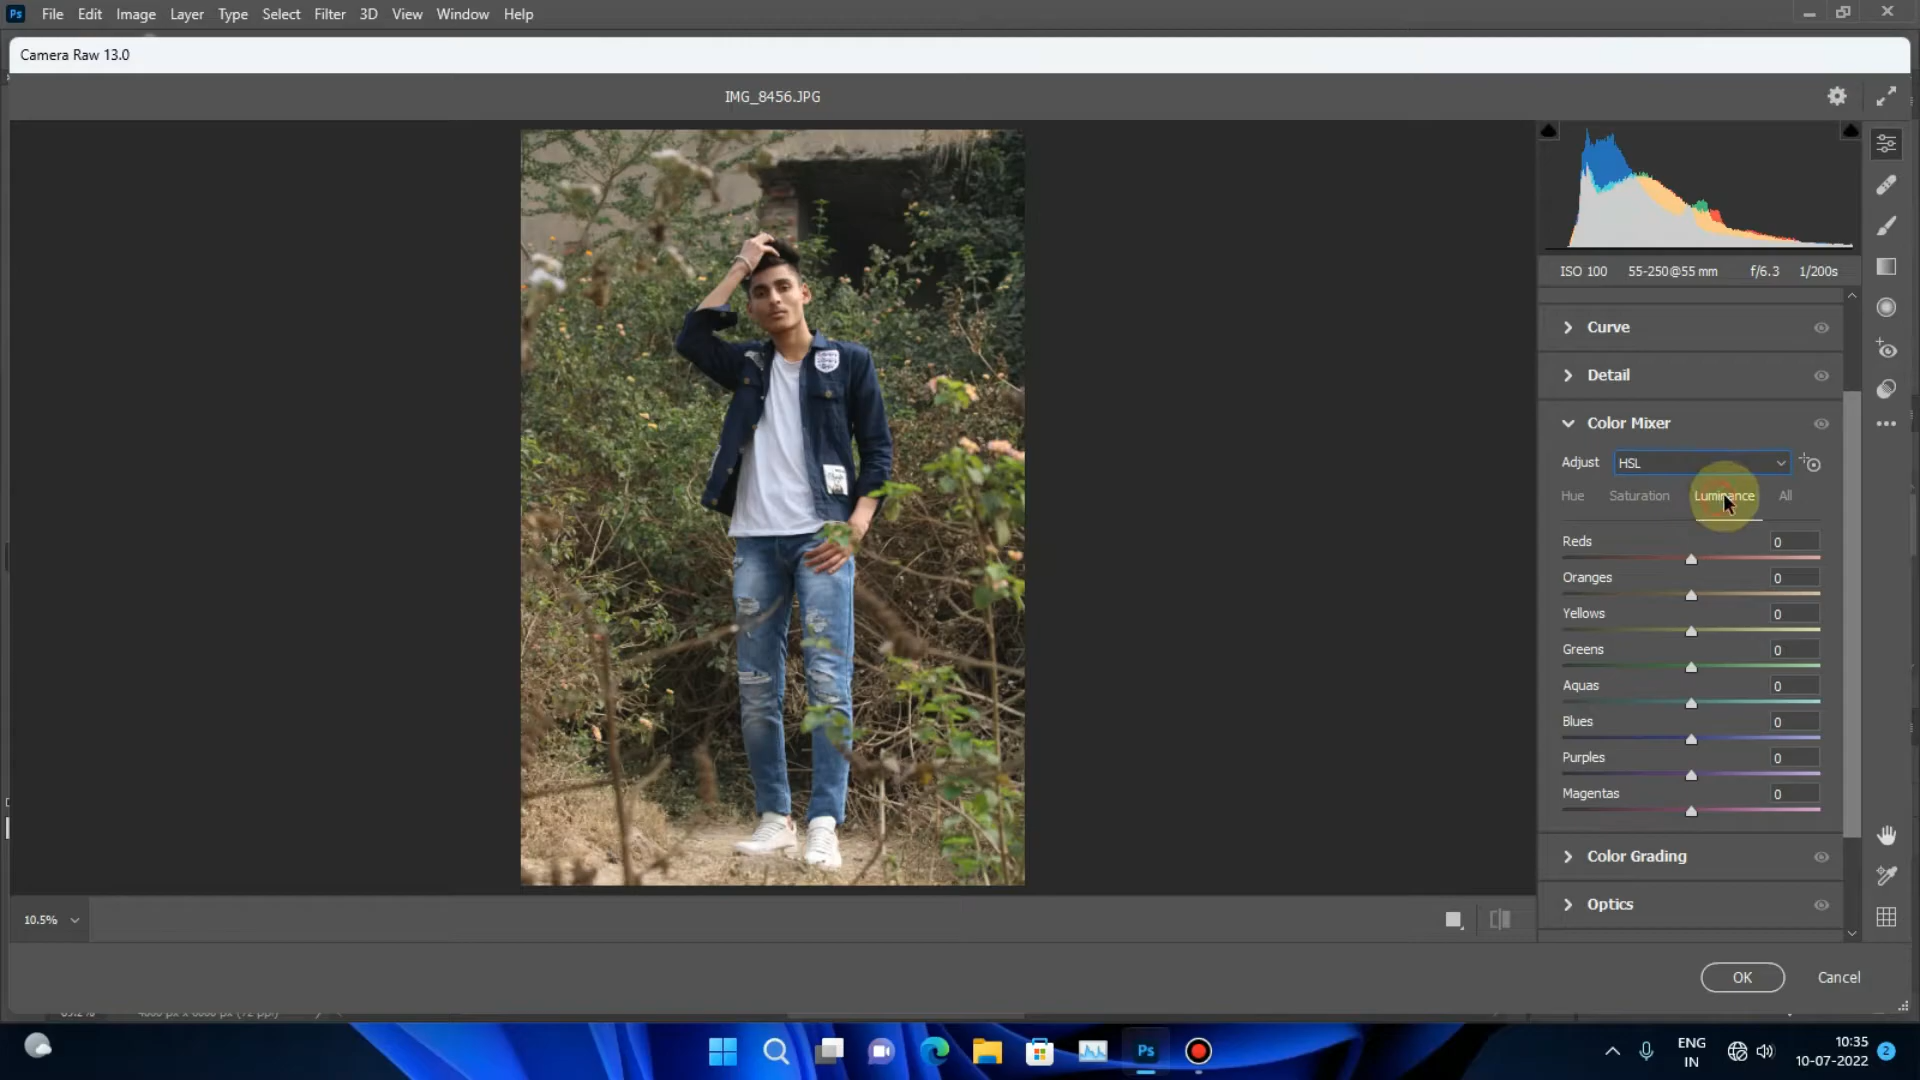 Ps File Edit Image Layer Type Select Filter 3D View Window Help
Camera Raw 13.0
IMG_8456.JPG
ISO 100 55-250@55 mm f/6.3 1/200s
Curve
Detail
Color Mixer
Adjust HSL
Hue Saturation Luminance All
Reds 0
Oranges 0
Yellows 0
Greens 0
Aquas 0
Blues 0
Purples 0
Magentas 0
Color Grading
Optics
10.5%
OK Cancel
Ps
ENG
IN
10:35
10-07-2022
2